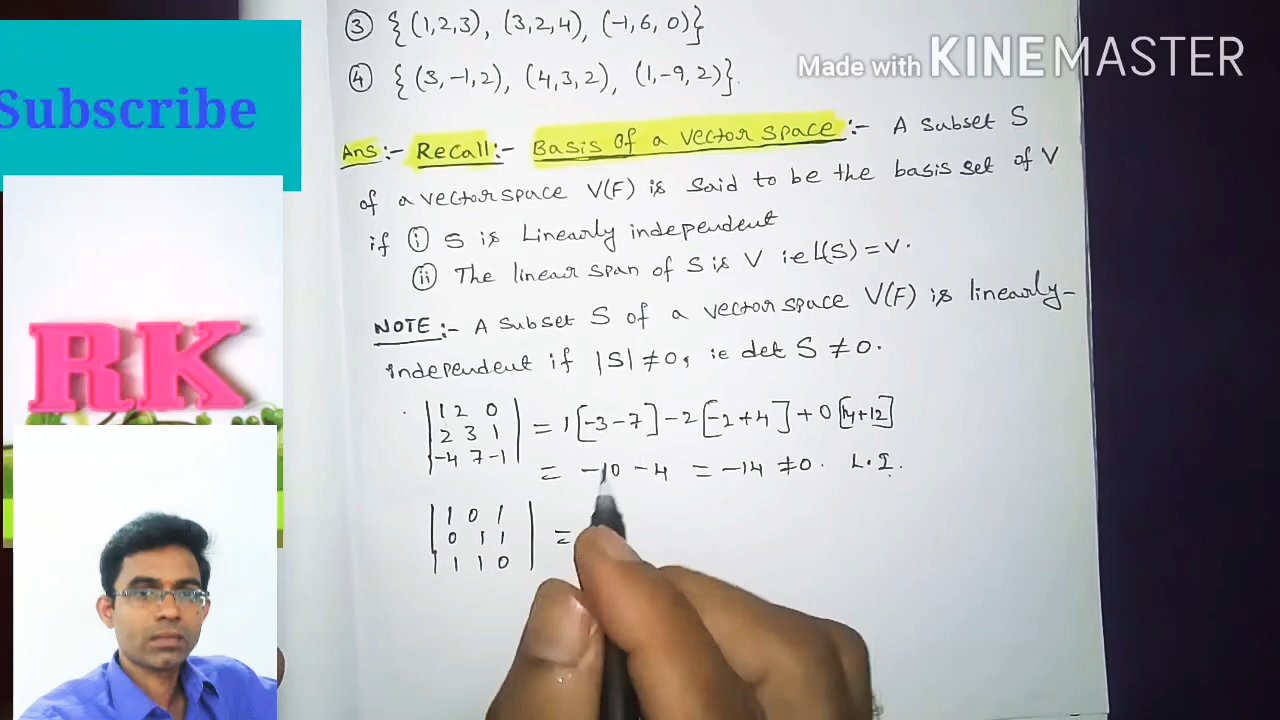 ③ {(1,2,3), (3,2,4), (-1,6,0)}
④ {(3,-1,2), (4,3,2), (1,-9,2)}.
Made with KINEMASTER
Subscribe
Ans:- Recall:- Basis of a vector space:- A subset S
of a vectorspace V(F) is said to be the basis set of V
if ⓘ S is Linearly independent
ⅱ The linear span of S is V ie L(S) = V.
NOTE:- A subset S of a vector space V(F) is linearly-
independent if |S| ≠ 0, ie det S ≠ 0.
RK
|1 2 0|
|2 3 1| = 1[-3-7] -2[-2+4] + 0[14+12]
|-4 7 -1|
= -10 - 4 = -14 ≠ 0. L.I.
|1 0 1|
|0 1 1| =
|1 1 0|